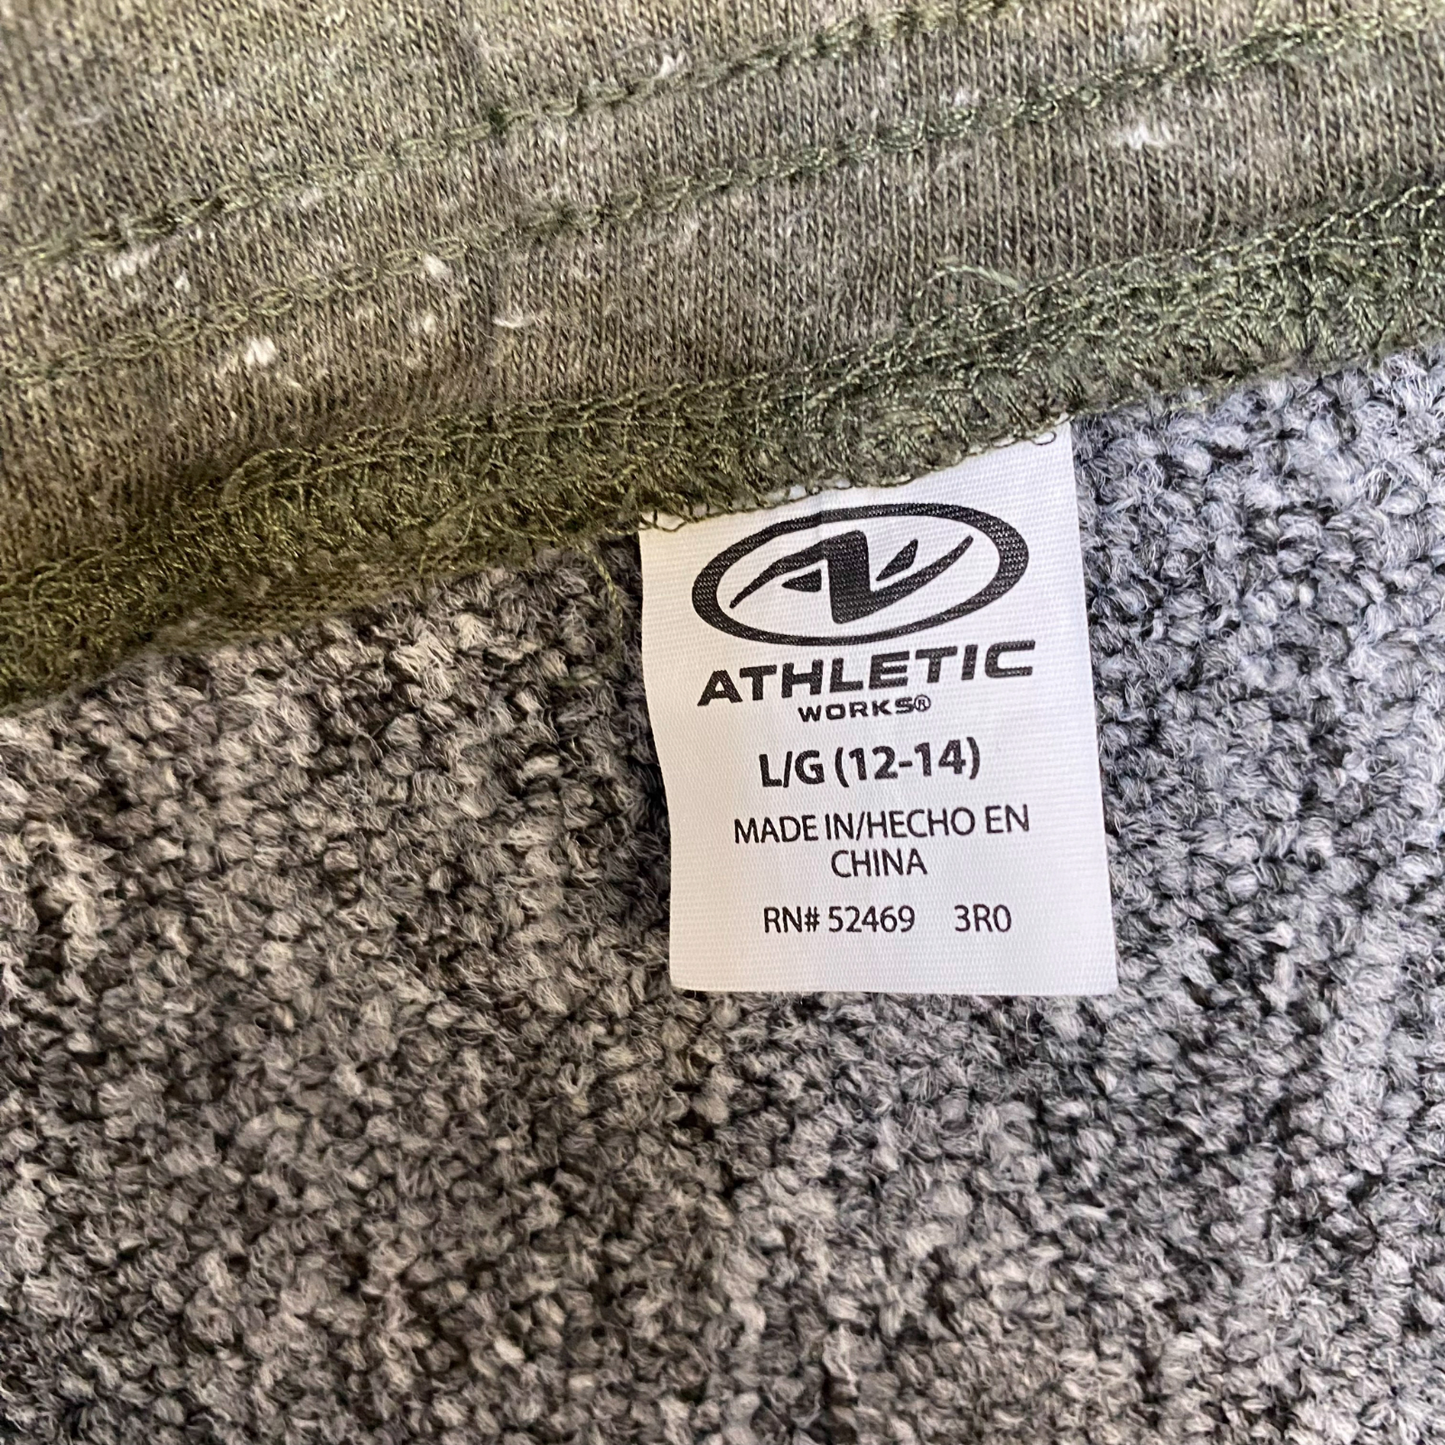 ATHLETIC
WORKS®
L/G (12-14)
MADE IN/HECHO EN
CHINA
RN# 52469 3R0